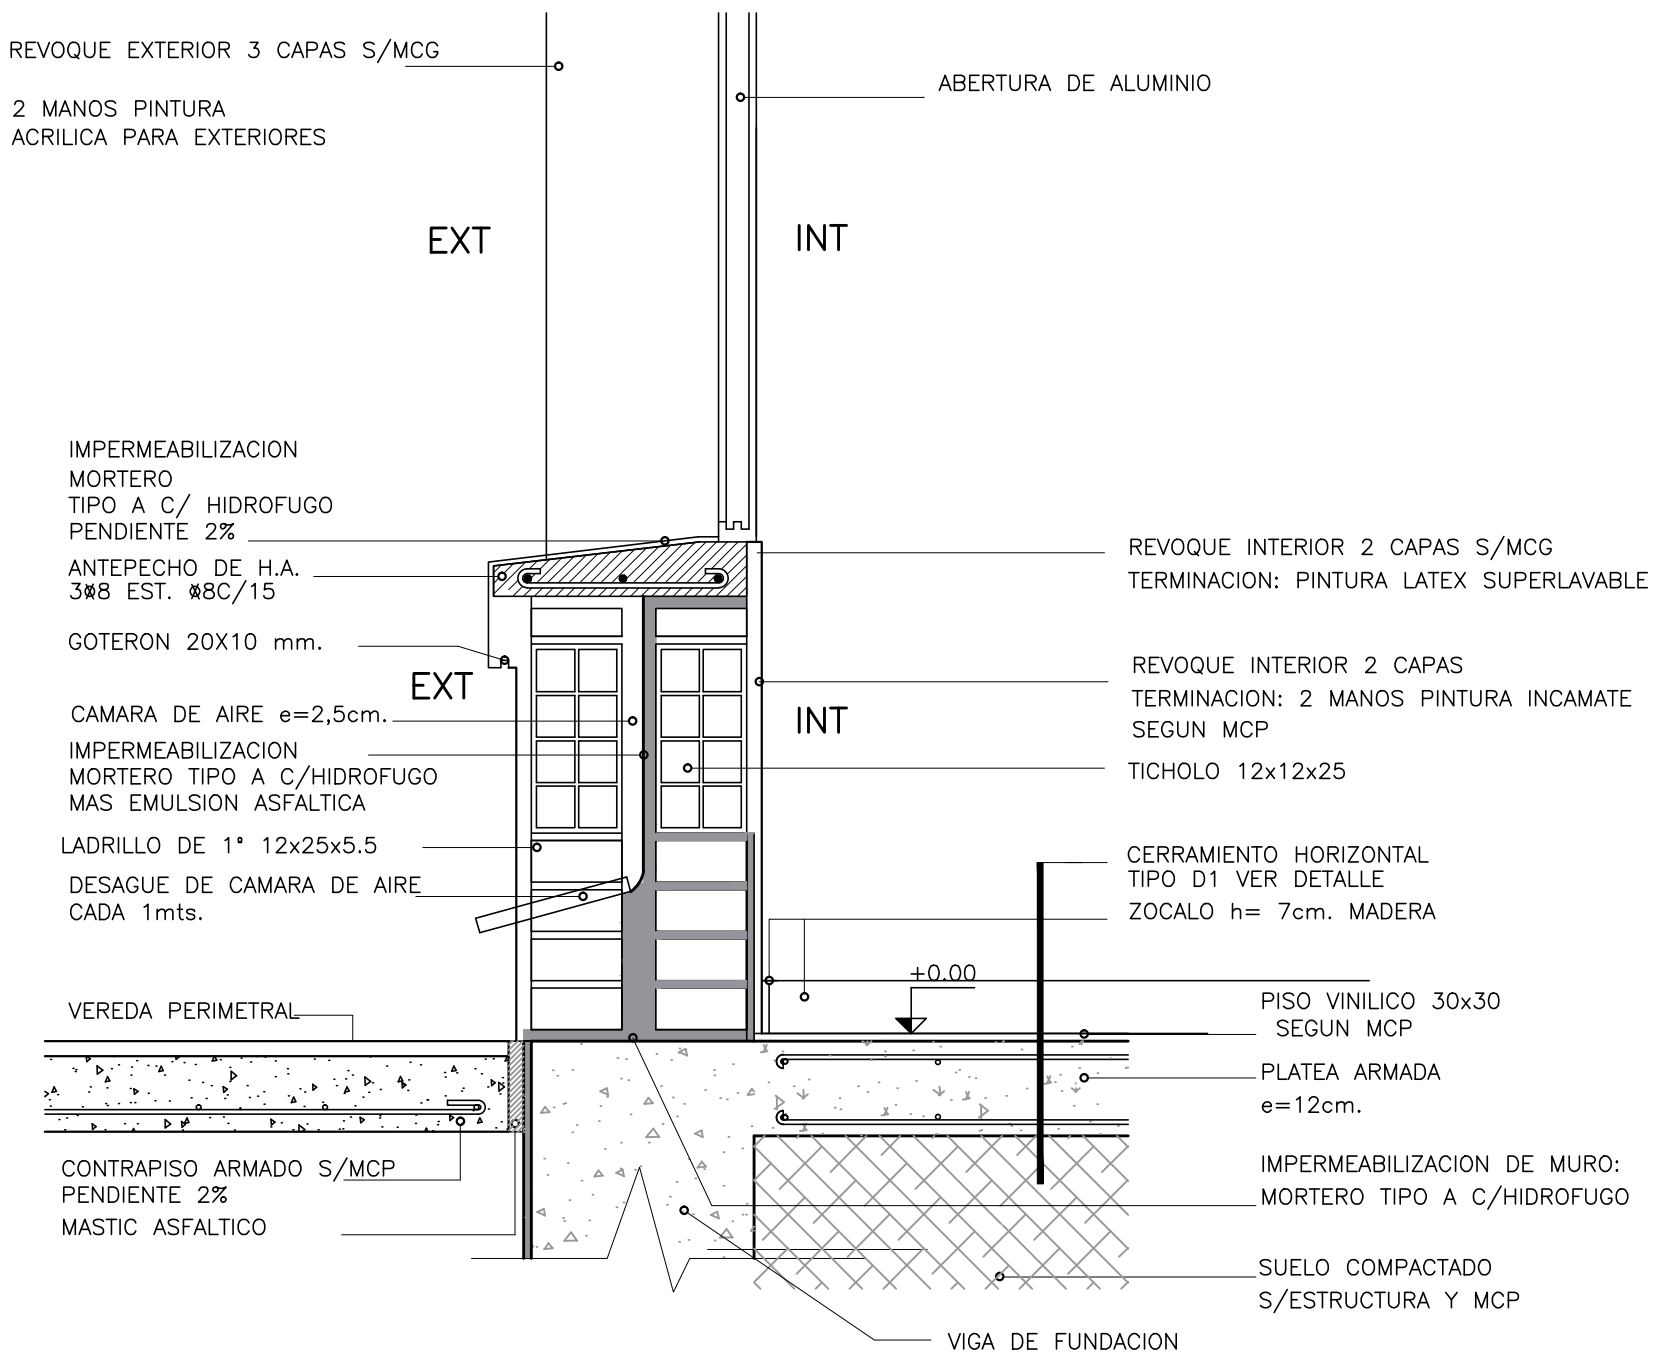 REVOQUE EXTERIOR 3 CAPAS S/MCG
2 MANOS PINTURA
ACRILICA PARA EXTERIORES
ABERTURA DE ALUMINIO
EXT
INT
IMPERMEABILIZACION
MORTERO
TIPO A C/ HIDROFUGO
PENDIENTE 2%
ANTEPECHO DE H.A.
3Ø8 EST. Ø8C/15
GOTERON 20X10 mm.
EXT
CAMARA DE AIRE e=2,5cm.
IMPERMEABILIZACION
MORTERO TIPO A C/HIDROFUGO
MAS EMULSION ASFALTICA
LADRILLO DE 1ª 12x25x5.5
DESAGUE DE CAMARA DE AIRE
CADA 1mts.
VEREDA PERIMETRAL
CONTRAPISO ARMADO S/MCP
PENDIENTE 2%
MASTIC ASFALTICO
REVOQUE INTERIOR 2 CAPAS S/MCG
TERMINACION: PINTURA LATEX SUPERLAVABLE
REVOQUE INTERIOR 2 CAPAS
TERMINACION: 2 MANOS PINTURA INCAMATE
SEGUN MCP
INT
TICHOLO 12x12x25
CERRAMIENTO HORIZONTAL
TIPO D1 VER DETALLE
ZOCALO h= 7cm. MADERA
+0.00
PISO VINILICO 30x30
SEGUN MCP
PLATEA ARMADA
e=12cm.
IMPERMEABILIZACION DE MURO:
MORTERO TIPO A C/HIDROFUGO
SUELO COMPACTADO
S/ESTRUCTURA Y MCP
VIGA DE FUNDACION